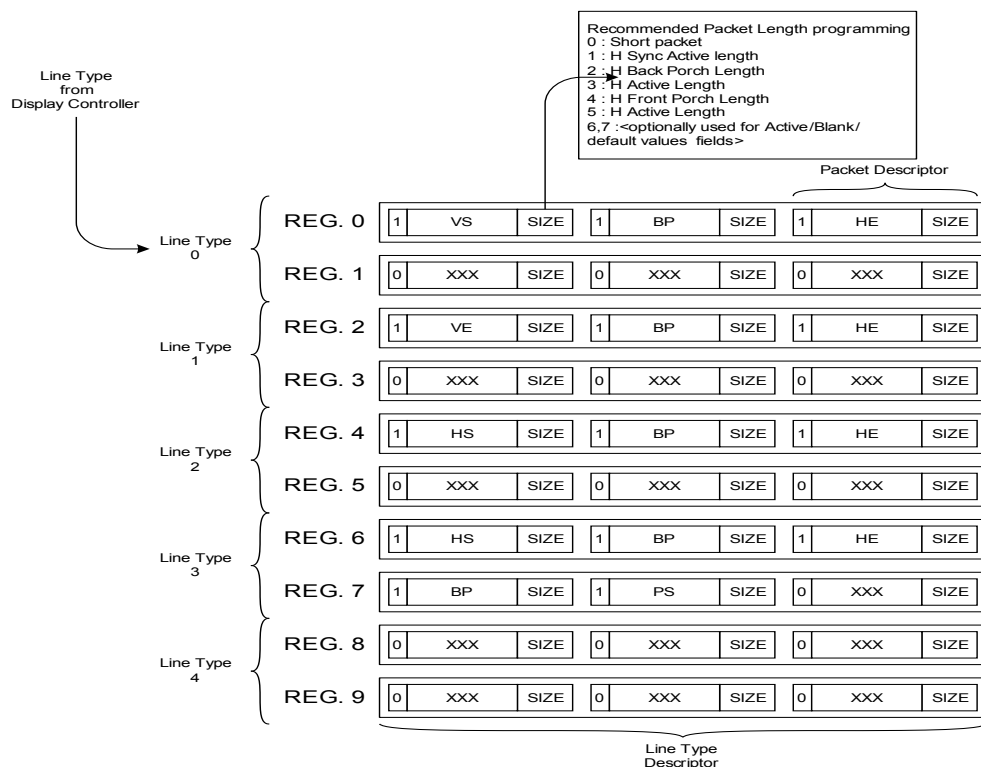 Recommended Packet Length programming
0 : Short packet
1 : H Sync Active length
2 : H Back Porch Length
3 : H Active Length
4 : H Front Porch Length
5 : H Active Length
6,7 :<optionally used for Active/Blank/
default values fields>
Line Type
from
Display Controller
Packet Descriptor
Line Type
0
REG. 0 1 VS SIZE 1 BP SIZE 1 HE SIZE
REG. 1 0 XXX SIZE 0 XXX SIZE 0 XXX SIZE
Line Type
1
REG. 2 1 VE SIZE 1 BP SIZE 1 HE SIZE
REG. 3 0 XXX SIZE 0 XXX SIZE 0 XXX SIZE
Line Type
2
REG. 4 1 HS SIZE 1 BP SIZE 1 HE SIZE
REG. 5 0 XXX SIZE 0 XXX SIZE 0 XXX SIZE
Line Type
3
REG. 6 1 HS SIZE 1 BP SIZE 1 HE SIZE
REG. 7 1 BP SIZE 1 PS SIZE 0 XXX SIZE
Line Type
4
REG. 8 0 XXX SIZE 0 XXX SIZE 0 XXX SIZE
REG. 9 0 XXX SIZE 0 XXX SIZE 0 XXX SIZE
Line Type
Descriptor